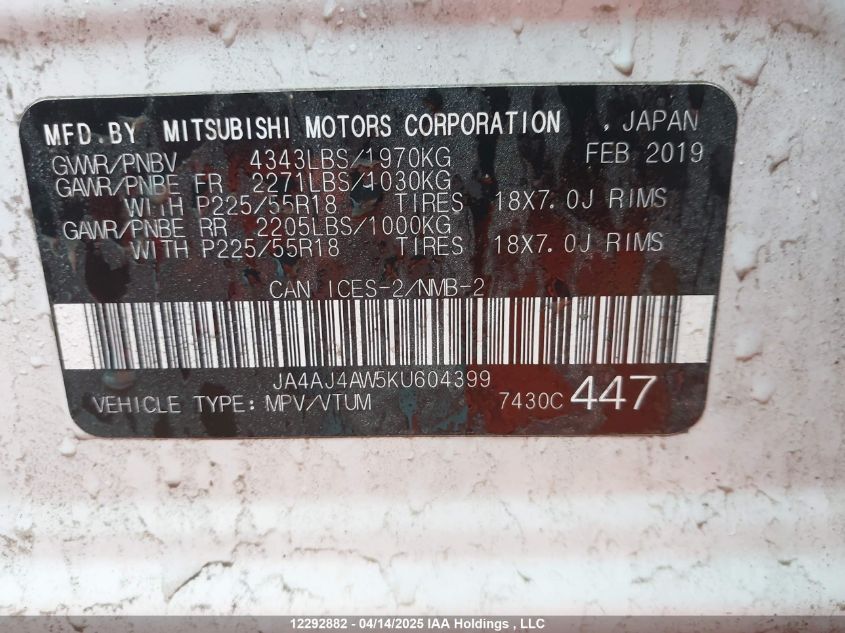 MFD.BY MITSUBISHI MOTORS CORPORATION , JAPAN
GVWR/PNBV 4343LBS/1970KG FEB 2019
GAWR/PNBE FR 2271LBS/1030KG
WITH P225/55R18 TIRES 18X7.0J RIMS
GAWR/PNBE RR 2205LBS/1000KG
WITH P225/55R18 TIRES 18X7.0J RIMS
CAN ICES-2/NMB-2
JA4AJ4AW5KU604399
VEHICLE TYPE: MPV/VTUM 7430C 447
12292882 - 04/14/2025 IAA Holdings , LLC